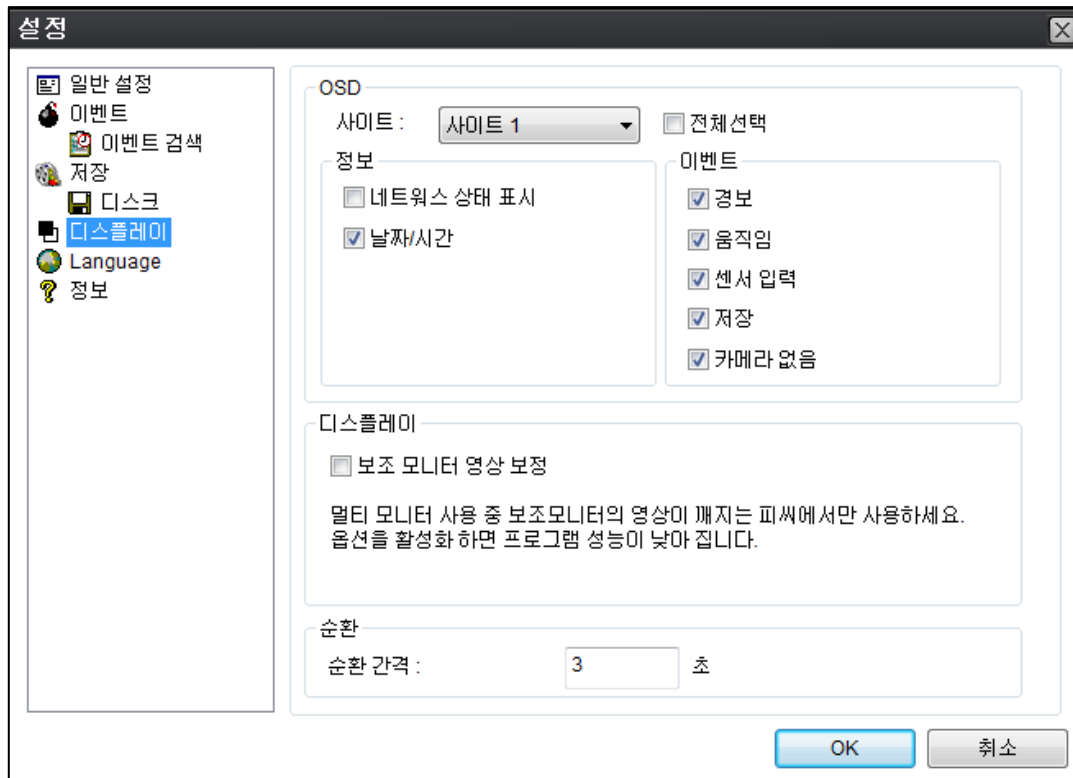 설정
일반 설정
이벤트
이벤트 검색
저장
디스크
디스플레이
Language
정보
OSD
사이트 : 사이트 1 전체선택
정보
네트워스 상태 표시
날짜/시간
이벤트
경보
움직임
센서 입력
저장
카메라 없음
디스플레이
보조 모니터 영상 보정
멀티 모니터 사용 중 보조모니터의 영상이 깨지는 피씨에서만 사용하세요.
옵션을 활성화 하면 프로그램 성능이 낮아 집니다.
순환
순환 간격 : 3 초
OK 취소